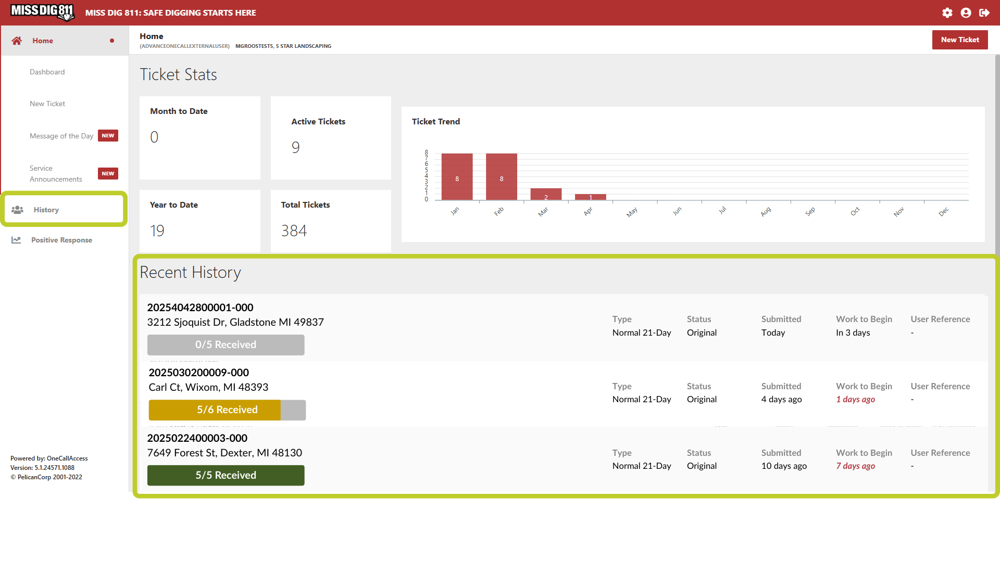 MISS DIG 811
MISS DIG 811: SAFE DIGGING STARTS HERE
Home
Dashboard
New Ticket
Message of the Day NEW
Service
Announcements NEW
History
Positive Response
Powered by: OneCallAccess
Version: 5.1.24571.1088
© PelicanCorp 2001-2022
Home
(ADVANCEONECALLEXTERNALUSER) MGROOSTEST5, 5 STAR LANDSCAPING
New Ticket
Ticket Stats
Month to Date
0
Active Tickets
9
Year to Date
19
Total Tickets
384
Ticket Trend
8
7
6
5
4
3
2
1
0
8 8 2 1
Jan Feb Mar Apr May Jun Jul Aug Sep Oct Nov Dec
Recent History
20254042800001-000
3212 Sjoquist Dr, Gladstone MI 49837
0/5 Received
Type Status Submitted Work to Begin User Reference
Normal 21-Day Original Today In 3 days -
2025030200009-000
Carl Ct, Wixom, MI 48393
5/6 Received
Type Status Submitted Work to Begin User Reference
Normal 21-Day Original 4 days ago 1 days ago -
2025022400003-000
7649 Forest St, Dexter, MI 48130
5/5 Received
Type Status Submitted Work to Begin User Reference
Normal 21-Day Original 10 days ago 7 days ago -